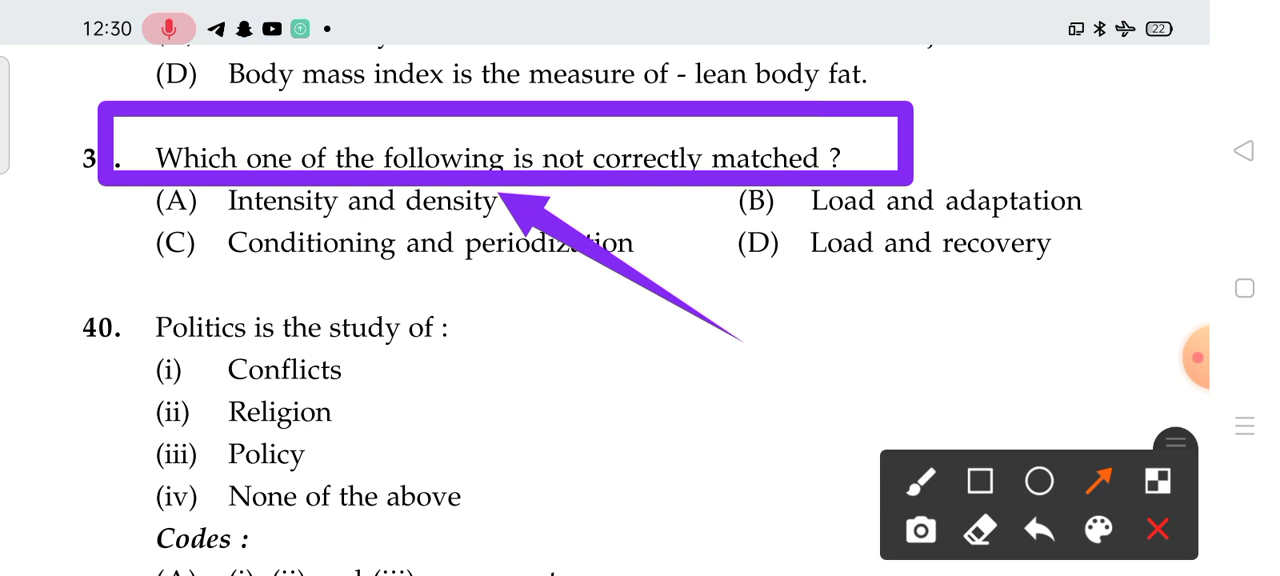 12:30
22
(D) Body mass index is the measure of - lean body fat.
3 . Which one of the following is not correctly matched ?
(A) Intensity and density (B) Load and adaptation
(C) Conditioning and periodization (D) Load and recovery
40. Politics is the study of :
(i) Conflicts
(ii) Religion
(iii) Policy
(iv) None of the above
Codes :